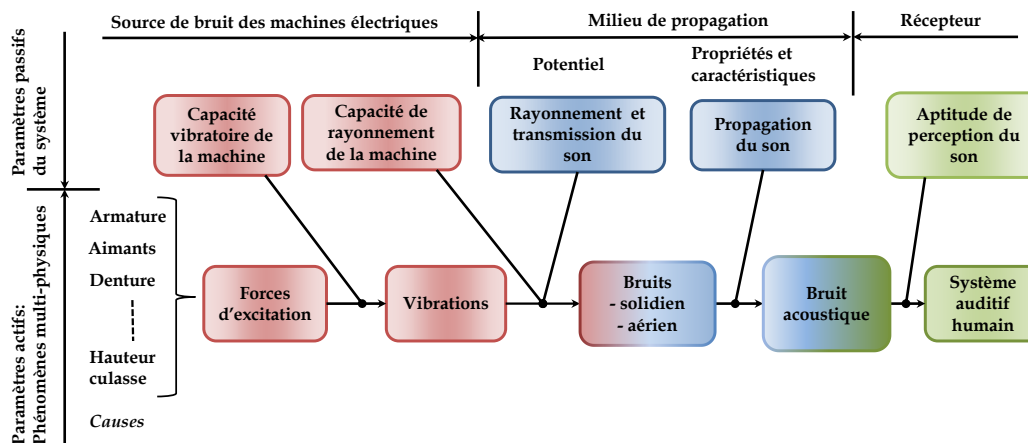 Source de bruit des machines électriques
Milieu de propagation
Récepteur
Potentiel
Propriétés et
caractéristiques
Paramètres passifs
du système
Capacité
vibratoire de
la machine
Capacité de
rayonnement
de la machine
Rayonnement et
transmission du
son
Propagation
du son
Aptitude de
perception du
son
Paramètres actifs:
Phénomènes multi-physiques
Armature
Aimants
Denture
Hauteur
culasse
Causes
Forces
d'excitation
Vibrations
Bruits
- solidien
- aérien
Bruit
acoustique
Système
auditif
humain